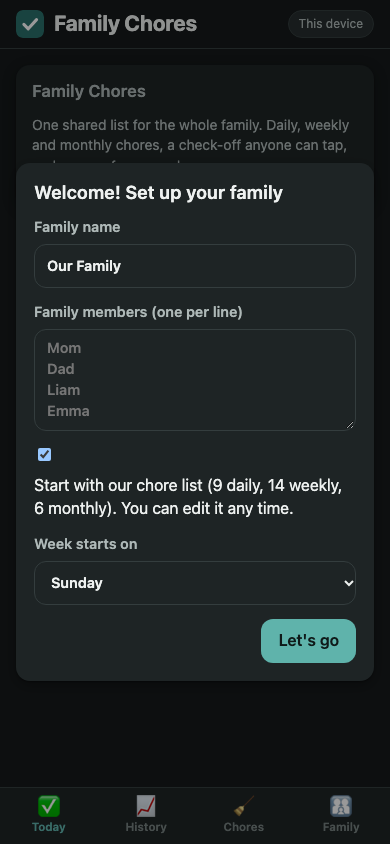 Family Chores
This device
Family Chores
One shared list for the whole family. Daily, weekly
and monthly chores, a check-off anyone can tap,
Welcome! Set up your family
Family name
Our Family
Family members (one per line)
Mom
Dad
Liam
Emma
Start with our chore list (9 daily, 14 weekly,
6 monthly). You can edit it any time.
Week starts on
Sunday
Let's go
Today
History
Chores
Family